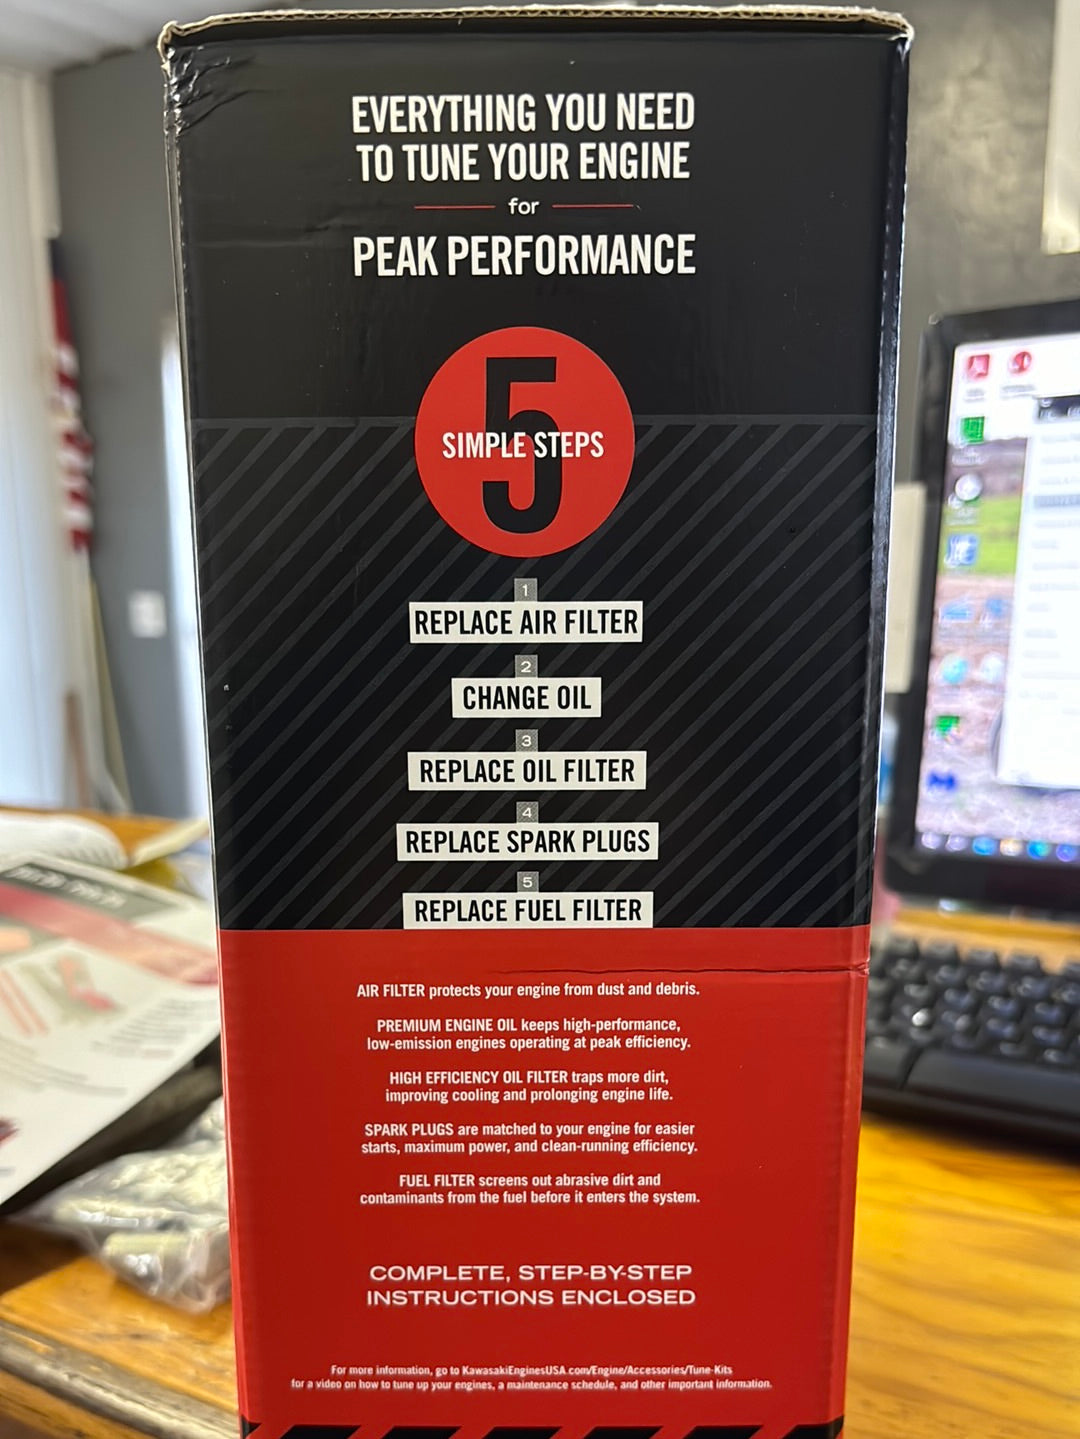 EVERYTHING YOU NEED
TO TUNE YOUR ENGINE
for
PEAK PERFORMANCE
5
SIMPLE STEPS
1
REPLACE AIR FILTER
2
CHANGE OIL
3
REPLACE OIL FILTER
4
REPLACE SPARK PLUGS
5
REPLACE FUEL FILTER
AIR FILTER protects your engine from dust and debris.
PREMIUM ENGINE OIL keeps high-performance,
low-emission engines operating at peak efficiency.
HIGH EFFICIENCY OIL FILTER traps more dirt,
improving cooling and prolonging engine life.
SPARK PLUGS are matched to your engine for easier
starts, maximum power, and clean-running efficiency.
FUEL FILTER screens out abrasive dirt and
contaminants from the fuel before it enters the system.
COMPLETE, STEP-BY-STEP
INSTRUCTIONS ENCLOSED
For more information, go to KawasakiEnginesUSA.com/Engine/Accessories/Tune-Kits
for a video on how to tune up your engines, a maintenance schedule, and other important information.